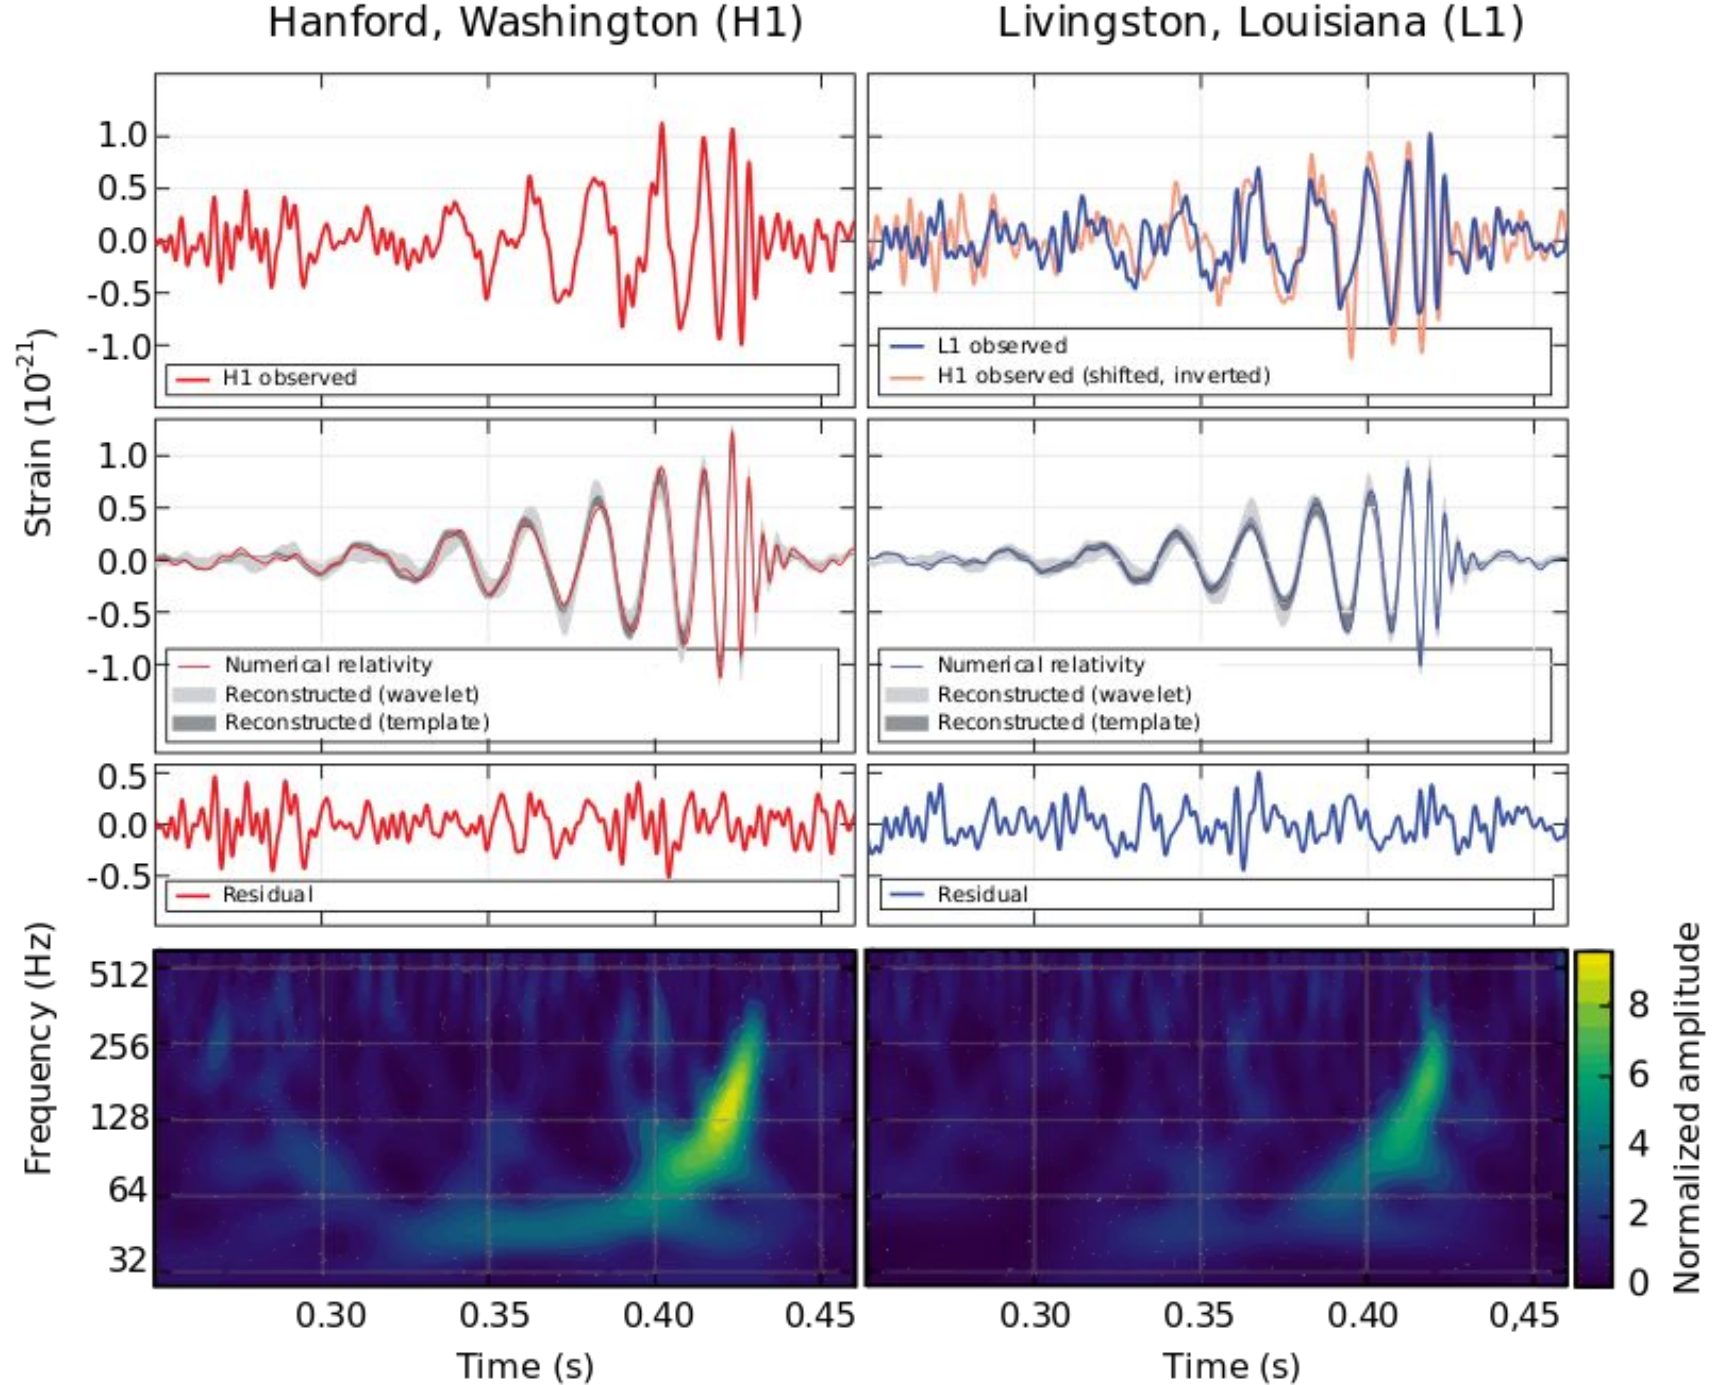 Hanford, Washington (H1)
Livingston, Louisiana (L1)
Strain (10-21)
1.0
0.5
0.0
-0.5
-1.0
H1 observed
L1 observed
H1 observed (shifted, inverted)
1.0
0.5
0.0
-0.5
-1.0
Numerical relativity
Reconstructed (wavelet)
Reconstructed (template)
Numerical relativity
Reconstructed (wavelet)
Reconstructed (template)
0.5
0.0
-0.5
Residual
Residual
Frequency (Hz)
512
256
128
64
32
Normalized amplitude
8
6
4
2
0
0.30 0.35 0.40 0.45
0.30 0.35 0.40 0,45
Time (s)
Time (s)